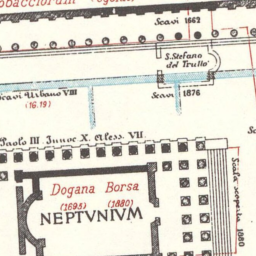 Scavi 1662
S. Stefano
del Trullo
Scavi Urbano VIII
(16.19)
Scavi 1876
Paolo III. Innoc. X. Aless. VII.
Dogana Borsa
(1695) (1880)
NEPTVNIVM
Scala scoperta 1880